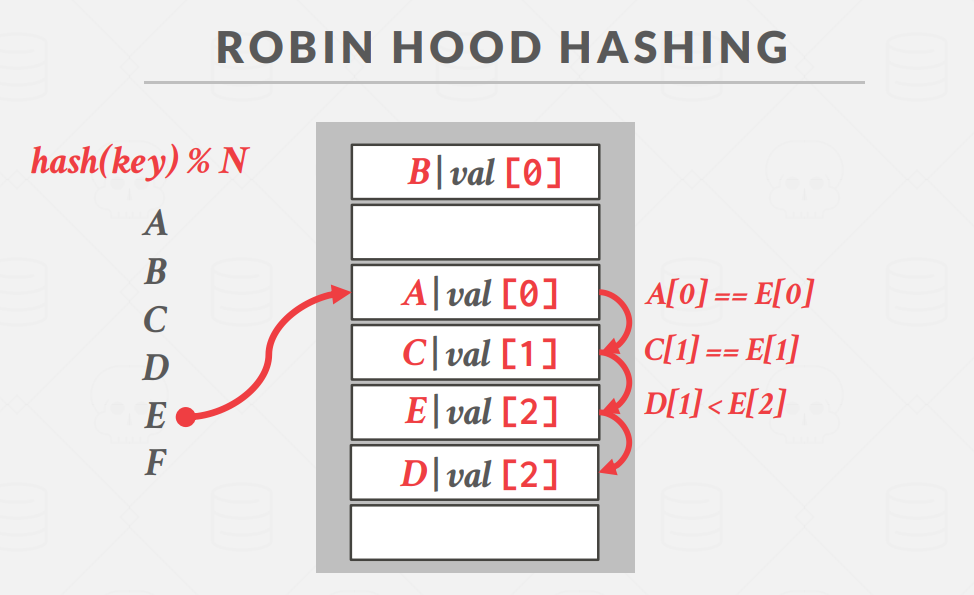 ROBIN HOOD HASHING
hash(key) % N
A
B
C
D
E
F
B|val [0]
A|val [0]
C|val [1]
E|val [2]
D|val [2]
A[0] == E[0]
C[1] == E[1]
D[1] < E[2]